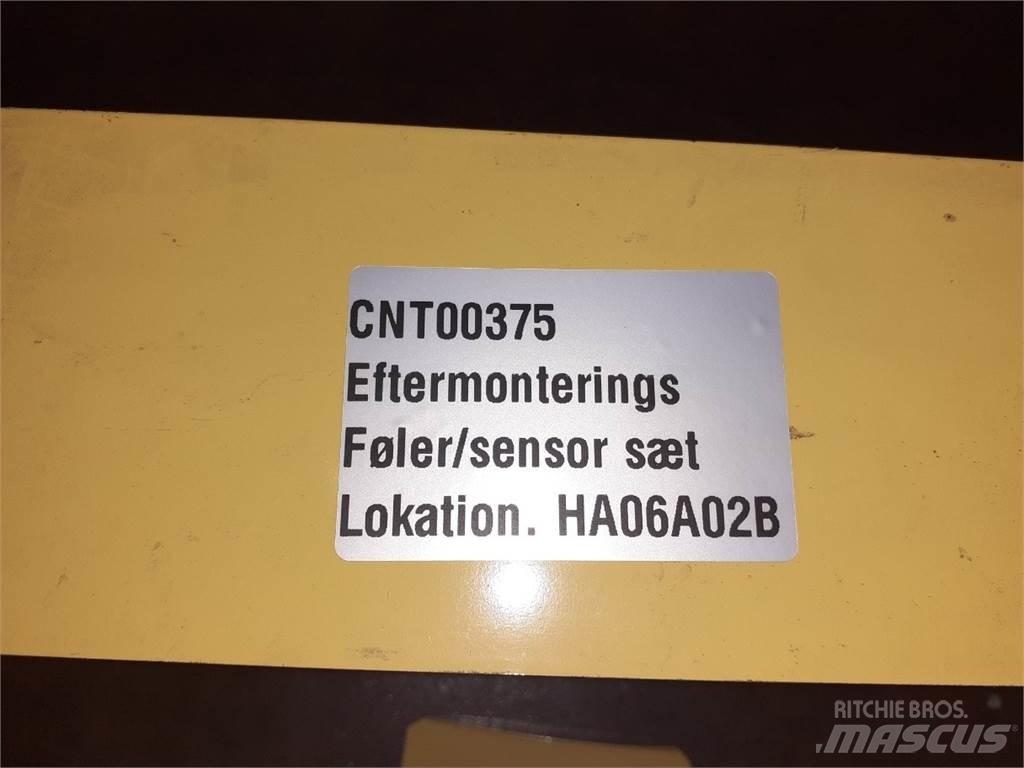 CNT00375
Eftermonterings
Føler/sensor sæt
Lokation. HA06A02B
RITCHIE BROS.
MASCUS